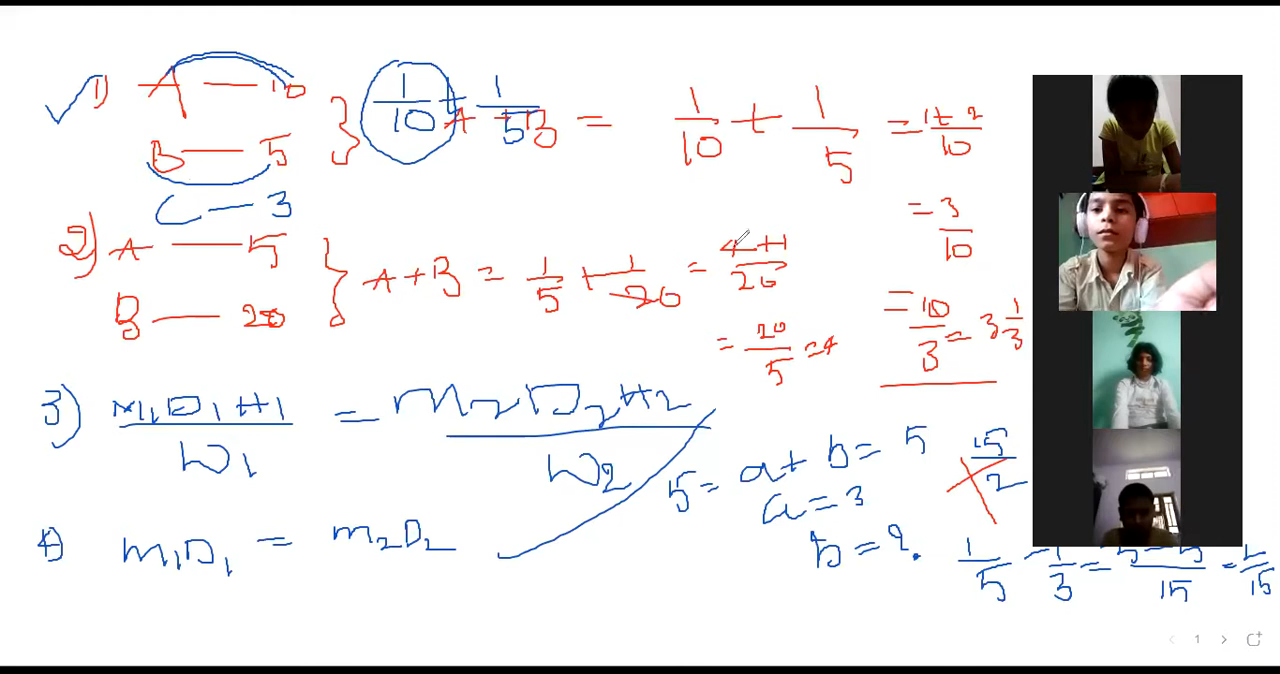 1) A — 10 } 1/10 + 1/5 A + B = 1/10 + 1/5 = 1+2/10
B — 5
C — 3
= 3/10
2) A — 5 } A + B = 1/5 + 1/20 = 4+1/20
B — 20
= 10/3 = 3 1/3
= 20/5 = 4
3) M1D1H1/W1 = M2D2H2/W2
5 = a + b = 5
15/2
a = 3
4) M1D1 = M2D2
b = ?
1/5 - 1/3 = /15 = /15
1